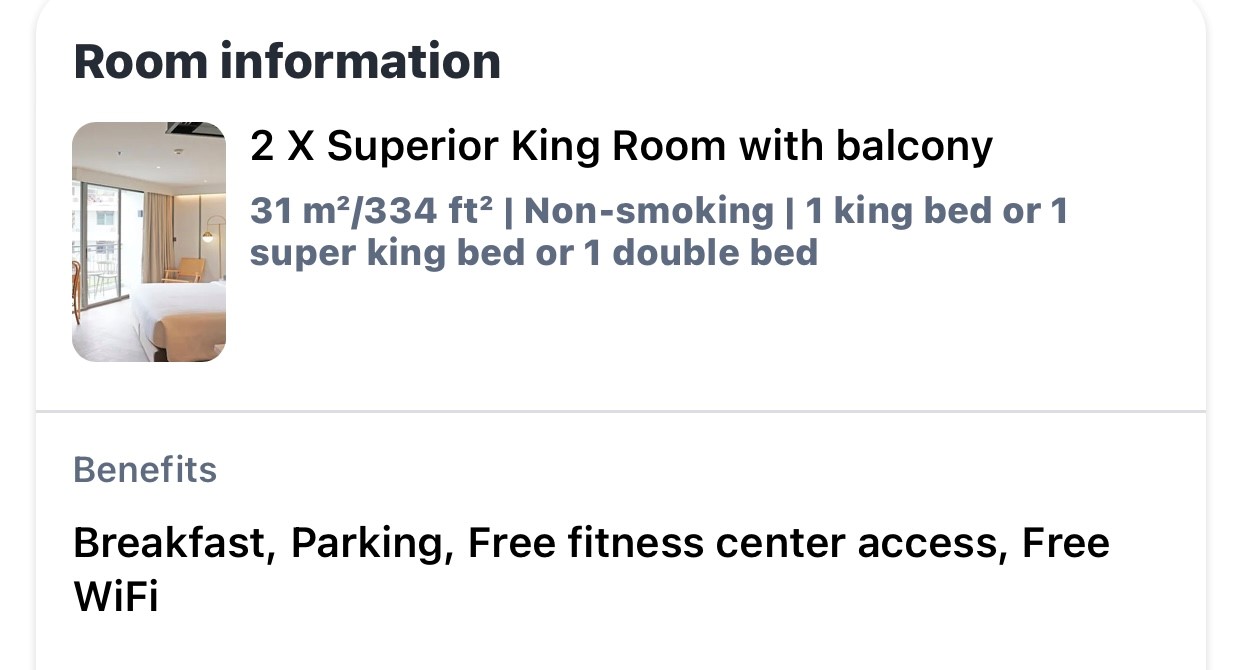 Room information
2 X Superior King Room with balcony
31 m²/334 ft² | Non-smoking | 1 king bed or 1
super king bed or 1 double bed
Benefits
Breakfast, Parking, Free fitness center access, Free
WiFi